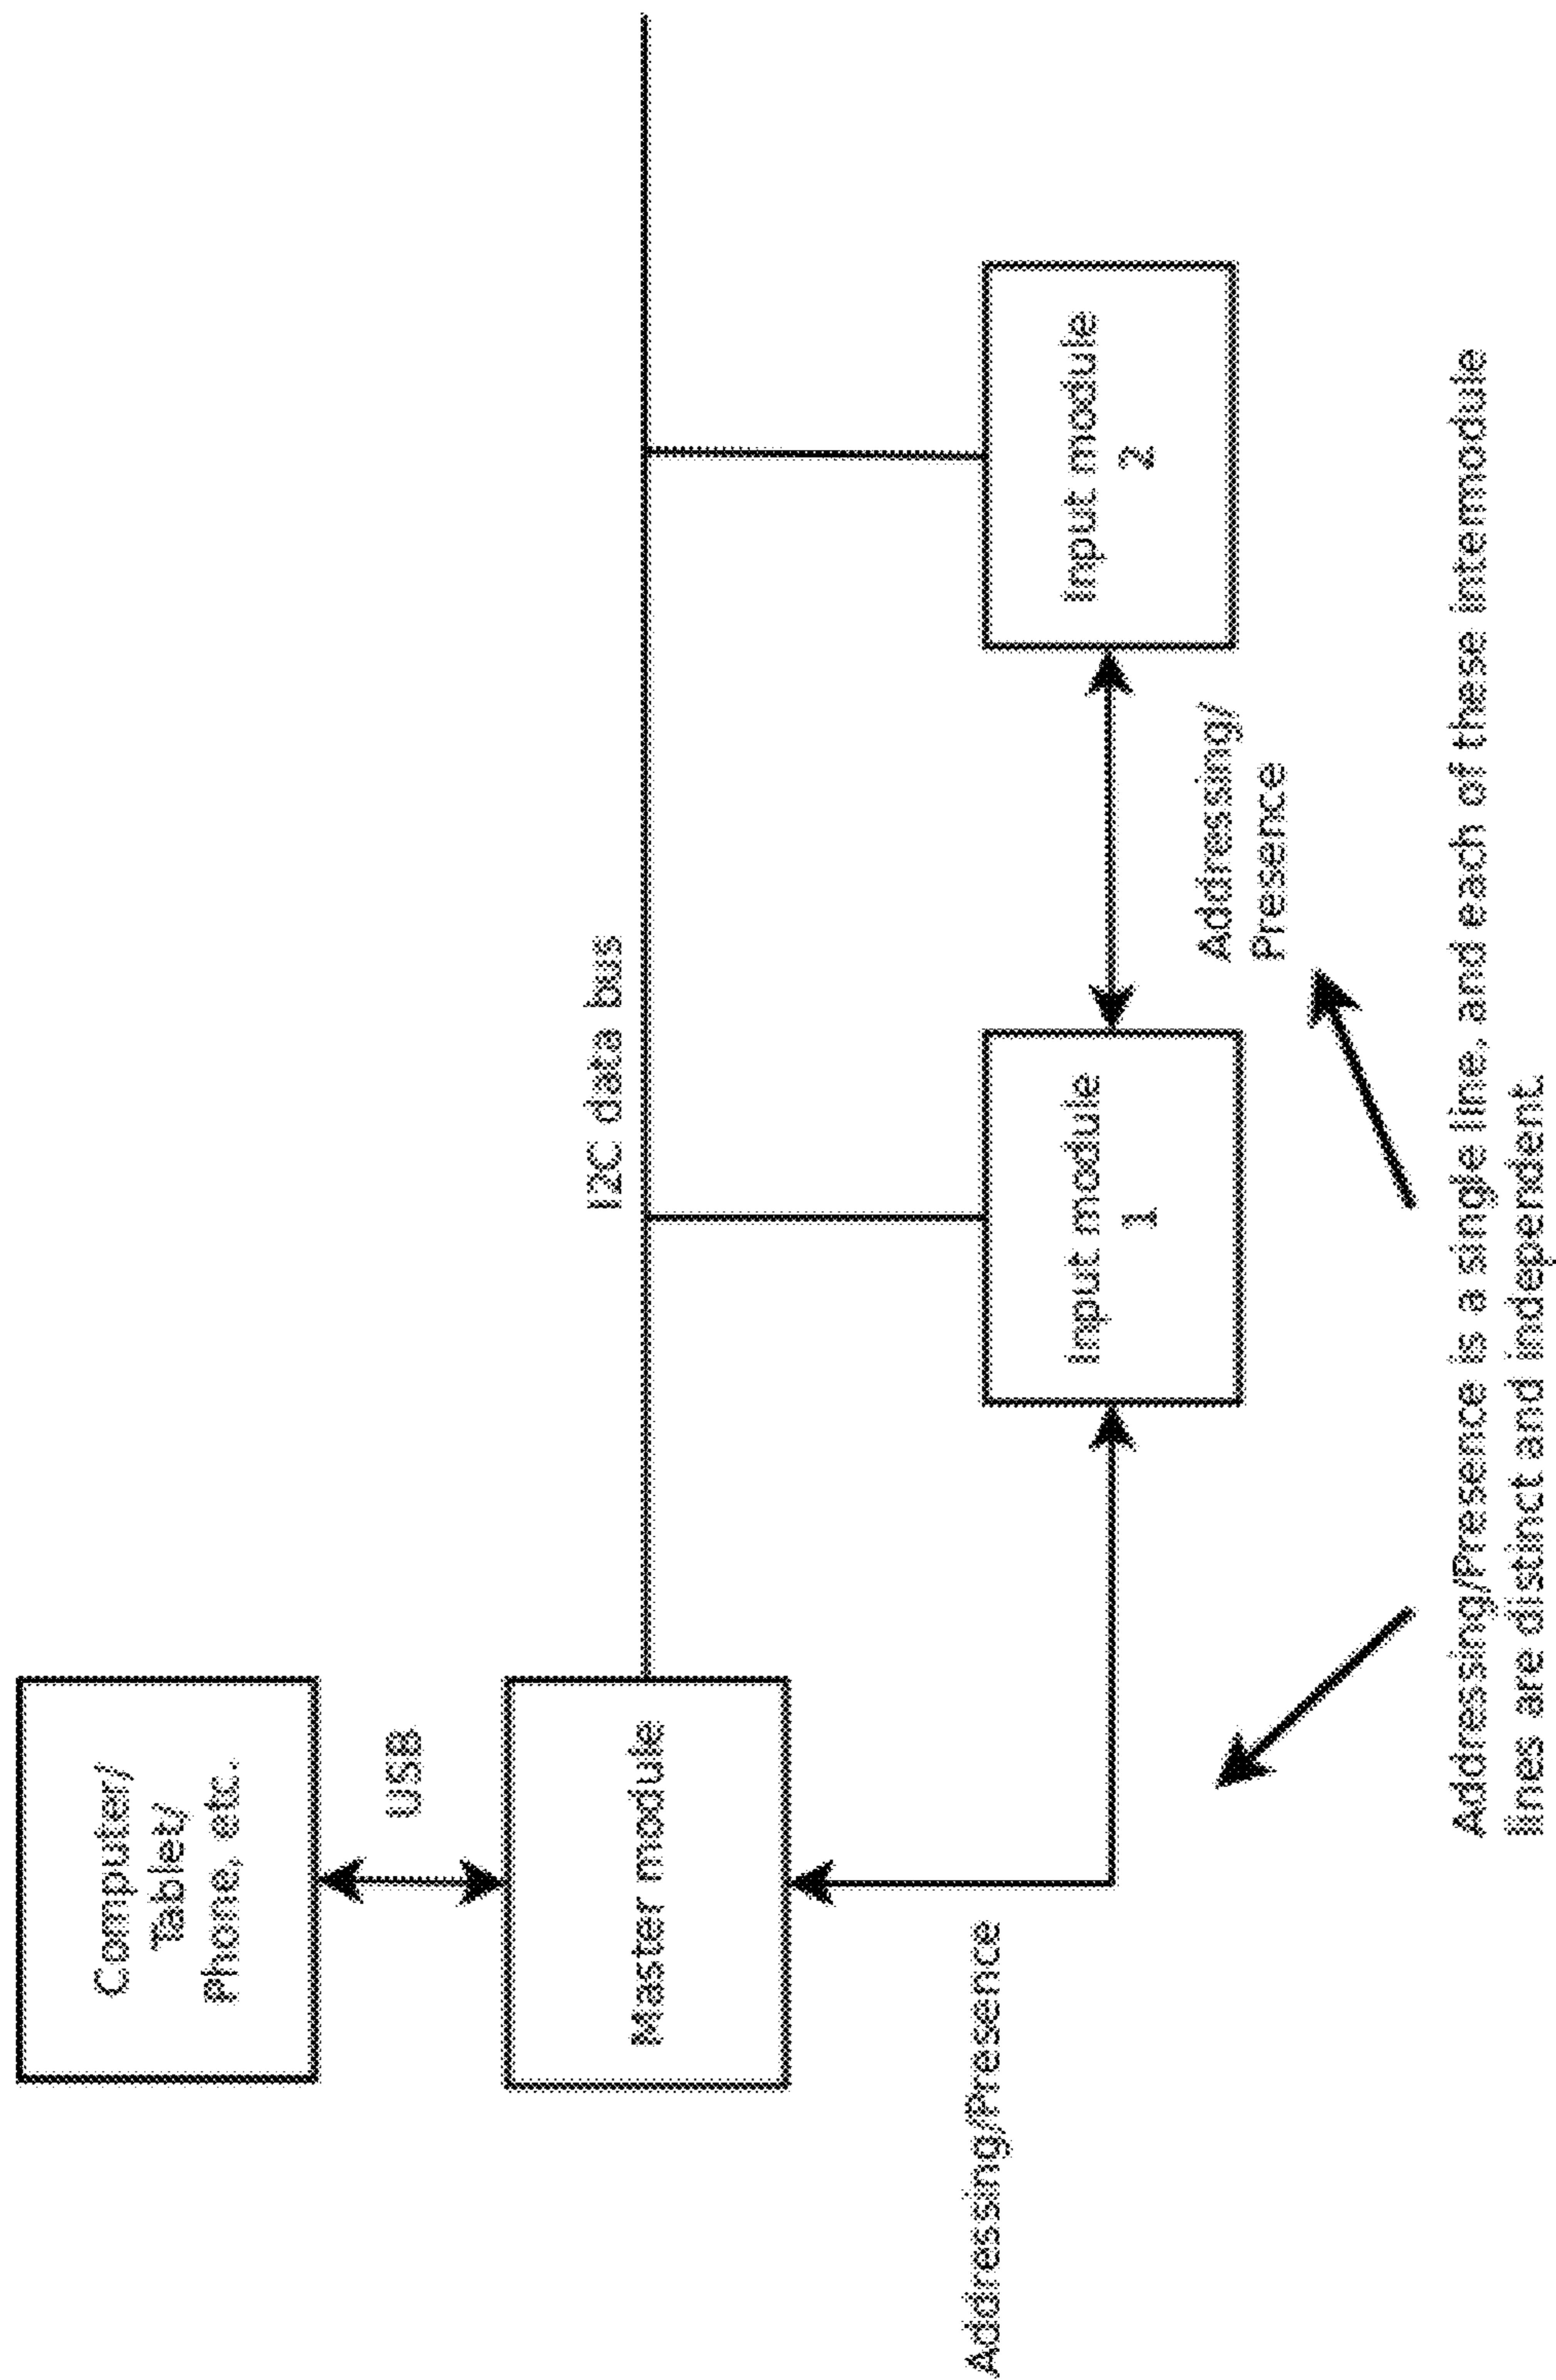 Computer/
Tablet/
Phone, etc.
USB
Master module
I2C data bus
Addressing/Presence
Input module
1
Addressing/
Presence
Input module
2
Addressing/Presence is a single line, and each of these intermodule
lines are distinct and independent.